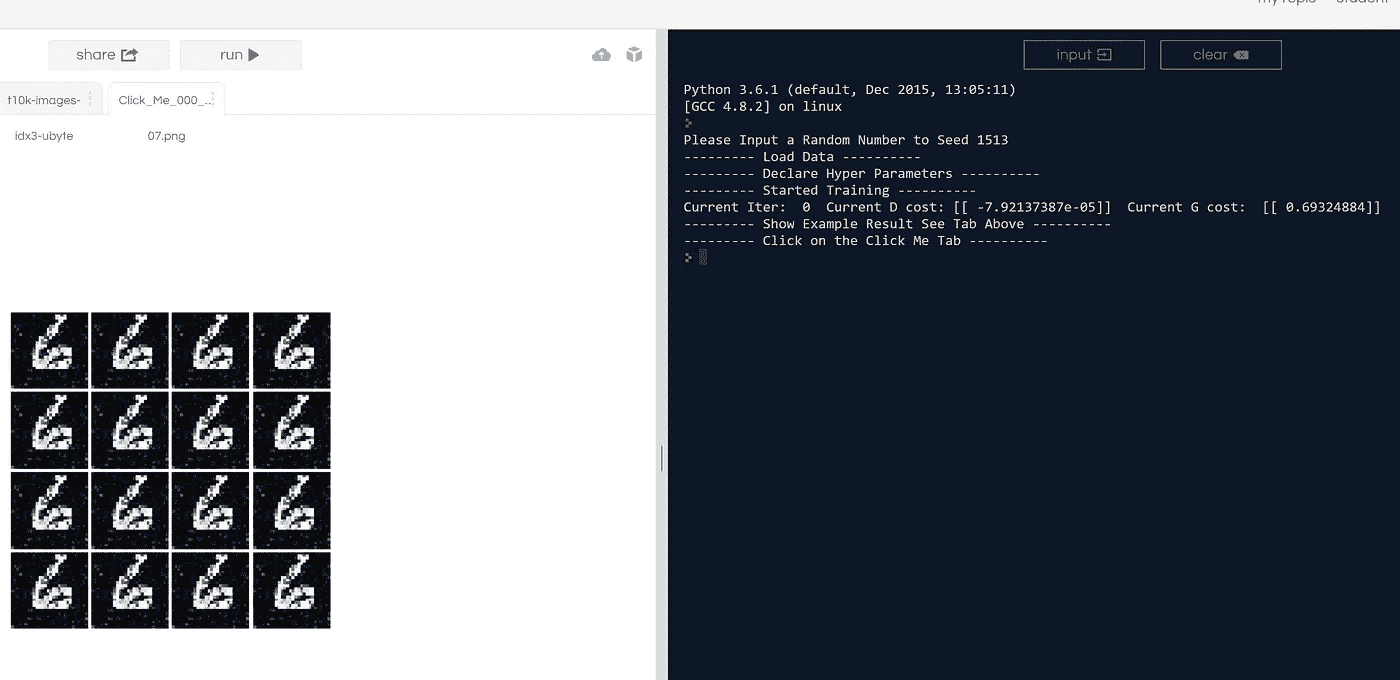 share
run
t10k-images-
Click_Me_000_...
idx3-ubyte
07.png
input
clear
Python 3.6.1 (default, Dec 2015, 13:05:11)
[GCC 4.8.2] on linux
Please Input a Random Number to Seed 1513
--------- Load Data ----------
--------- Declare Hyper Parameters ----------
--------- Started Training ----------
Current Iter:  0  Current D cost: [[ -7.92137387e-05]]  Current G cost:  [[ 0.69324884]]
--------- Show Example Result See Tab Above ----------
--------- Click on the Click Me Tab ----------